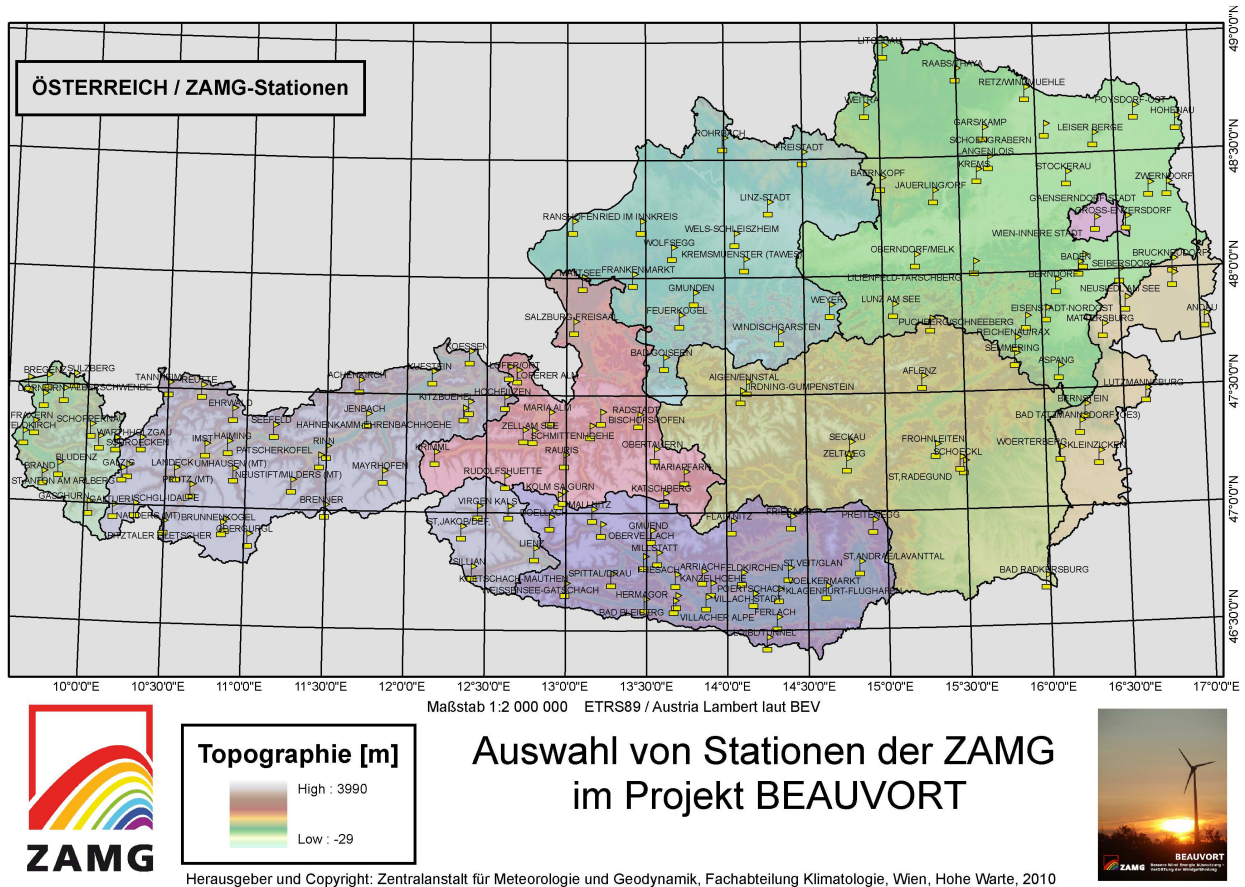 ÖSTERREICH / ZAMG-Stationen
LITSCHAU
RAABS/THAYA
RETZ/WINDMUEHLE
WEITRA
POYSDORF-OST
HOHENAU
GARS/KAMP
LEISER BERGE
SCHOENGRABERN
LANGENLOIS
KREMS
STOCKERAU
ROHRBACH
FREISTADT
BAERNKOPF
JAUERLING/ORF
ZWERNDORF
GAENSERNDORF/STADT
GROSS-ENZERSDORF
LINZ-STADT
RANSHOFEN
RIED IM INNKREIS
WELS-SCHLEISZHEIM
WIEN-INNERE STADT
WOLFSEGG
KREMSMUENSTER (TAWES)
OBERNDORF/MELK
BADEN
BRUCKNEUDORF
SEIBERSDORF
MATTSEE
FRANKENMARKT
LILIENFELD-TARSCHBERG
BERNDORF
GMUNDEN
NEUSIEDL AM SEE
FEUERKOGEL
WEYER
LUNZ AM SEE
EISENSTADT-NORDOST
ANDAU
SALZBURG-FREISAAL
WINDISCHGARSTEN
PUCHBERG/SCHNEEBERG
MATTERSBURG
REICHENAU/RAX
SEMMERING
KOESSEN
BAD GOISERN
ASPANG
BREGENZ
SULZBERG
TANNHEIM
REUTTE
ACHENKIRCH
KUFSTEIN
LOFER/ORT
LOFERER ALM
AIGEN/ENNSTAL
AFLENZ
LUTZMANNSBURG
DORNBIRN
ALBERSCHWENDE
HOCHFILZEN
IRDNING-GUMPENSTEIN
EHRWALD
KITZBUEHEL
BERNSTEIN
FRAXERN
SCHOPPERNAU
JENBACH
MARIA ALM
RADSTADT
BAD TATZMANNSDORF (OE3)
FELDKIRCH
SEEFELD
HAHNENKAMM-EHRENBACHHOEHE
ZELL AM SEE
BISCHOFSHOFEN
WARTH
HOLZGAU
IMST
HAIMING
RINN
SCHMITTENHOEHE
SECKAU
FROHNLEITEN
WOERTERBERG
KLEINZICKEN
SCHROECKEN
PATSCHERKOFEL
KRIMML
RAURIS
OBERTAUERN
ZELTWEG
SCHOECKL
BLUDENZ
BRAND
GALZIG
LANDECK
UMHAUSEN (MT)
MAYRHOFEN
RUDOLFSHUETTE
MARIAPFARR
ST.RADEGUND
ST.ANTON AM ARLBERG
PRUTZ (MT)
NEUSTIFT/MILDERS (MT)
KOLM SAIGURN
KATSCHBERG
GASCHURN
GALTUER
ISCHGL-IDALPE
BRENNER
VIRGEN
KALS
MALLNITZ
NAUDERS (MT)
BRUNNENKOGEL
ST.JAKOB/DEF.
DOELLACH
GMUEND
FLATTNITZ
FRIESACH
PREITENEGG
PITZTALER GLETSCHER
OBERGURGL
OBERVELLACH
LIENZ
MILLSTATT
SILLIAN
ARRIACH
FELDKIRCHEN
ST.VEIT/GLAN
ST.ANDRAE/LAVANTTAL
BAD RADKERSBURG
KOETSCHACH-MAUTHEN
SPITTAL/DRAU
KANZELHOEHE
VOELKERMARKT
WEISSENSEE-GATSCHACH
HERMAGOR
POERTSCHACH
KLAGENFURT-FLUGHAFEN
VILLACH-STADT
BAD BLEIBERG
VILLACHER ALPE
FERLACH
LOIBLTUNNEL
49°0'0"N
48°30'0"N
48°0'0"N
47°30'0"N
47°0'0"N
46°30'0"N
10°0'0"E 10°30'0"E 11°0'0"E 11°30'0"E 12°0'0"E 12°30'0"E 13°0'0"E 13°30'0"E 14°0'0"E 14°30'0"E 15°0'0"E 15°30'0"E 16°0'0"E 16°30'0"E 17°0'0"E
Maßstab 1:2 000 000 ETRS89 / Austria Lambert laut BEV
ZAMG
Topographie [m]
High : 3990
Low : -29
Auswahl von Stationen der ZAMG
im Projekt BEAUVORT
BEAUVORT
ZAMG
Herausgeber und Copyright: Zentralanstalt für Meteorologie und Geodynamik, Fachabteilung Klimatologie, Wien, Hohe Warte, 2010